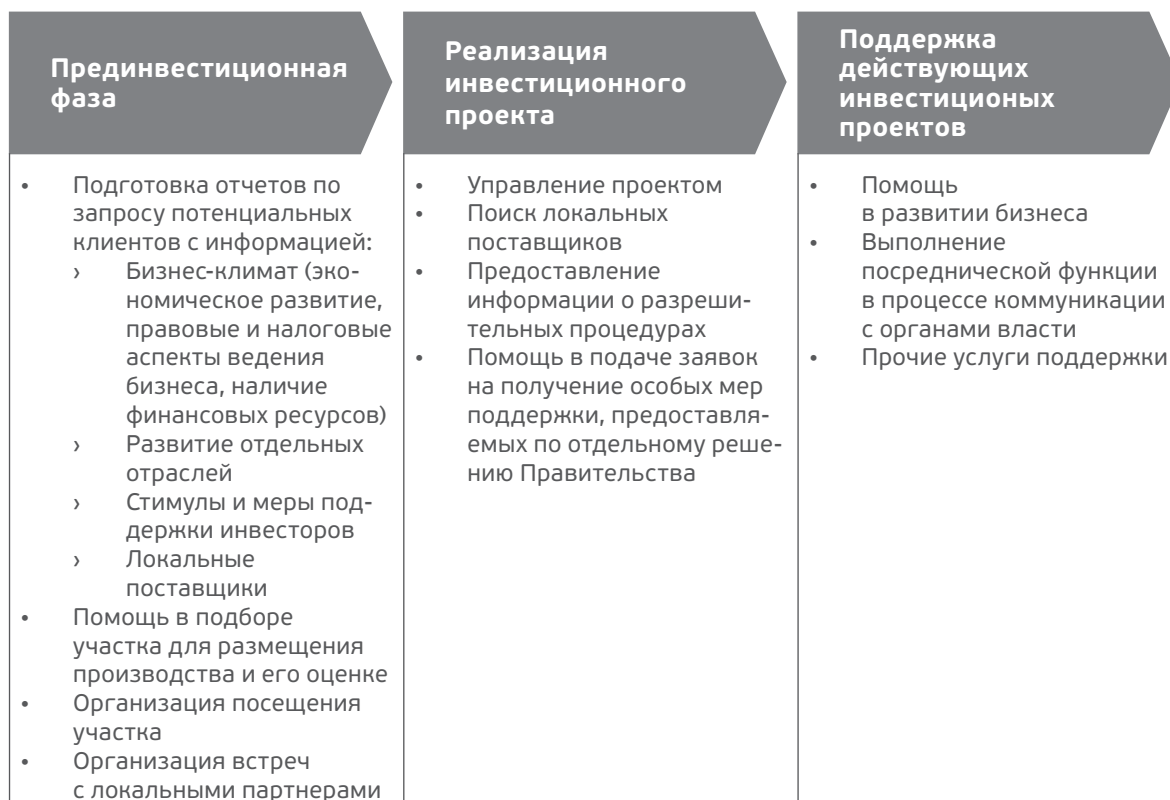 Прединвестиционная
фаза
• Подготовка отчетов по
запросу потенциальных
клиентов с информацией:
› Бизнес-климат (эко-
номическое развитие,
правовые и налоговые
аспекты ведения
бизнеса, наличие
финансовых ресурсов)
› Развитие отдельных
отраслей
› Стимулы и меры под-
держки инвесторов
› Локальные
поставщики
• Помощь в подборе
участка для размещения
производства и его оценке
• Организация посещения
участка
• Организация встреч
с локальными партнерами
Реализация
инвестиционного
проекта
• Управление проектом
• Поиск локальных
поставщиков
• Предоставление
информации о разреши-
тельных процедурах
• Помощь в подаче заявок
на получение особых мер
поддержки, предоставля-
емых по отдельному реше-
нию Правительства
Поддержка
действующих
инвестиционых
проектов
• Помощь
в развитии бизнеса
• Выполнение
посреднической функции
в процессе коммуникации
с органами власти
• Прочие услуги поддержки